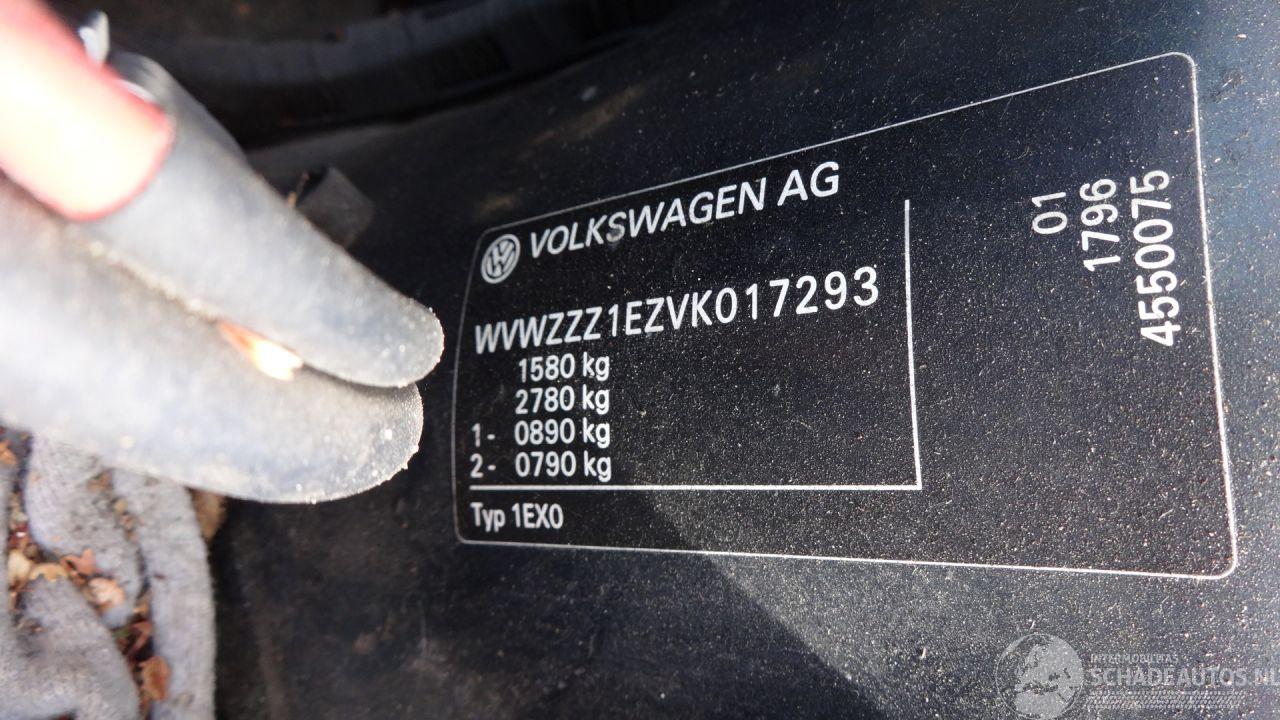 VOLKSWAGEN AG
WVWZZZ1EZVK017293
1580 kg
2780 kg
1- 0890 kg
2- 0790 kg
Typ 1EX0
01
1796
4550075
INTERMOBILITAS
SCHADEAUTOS.NL